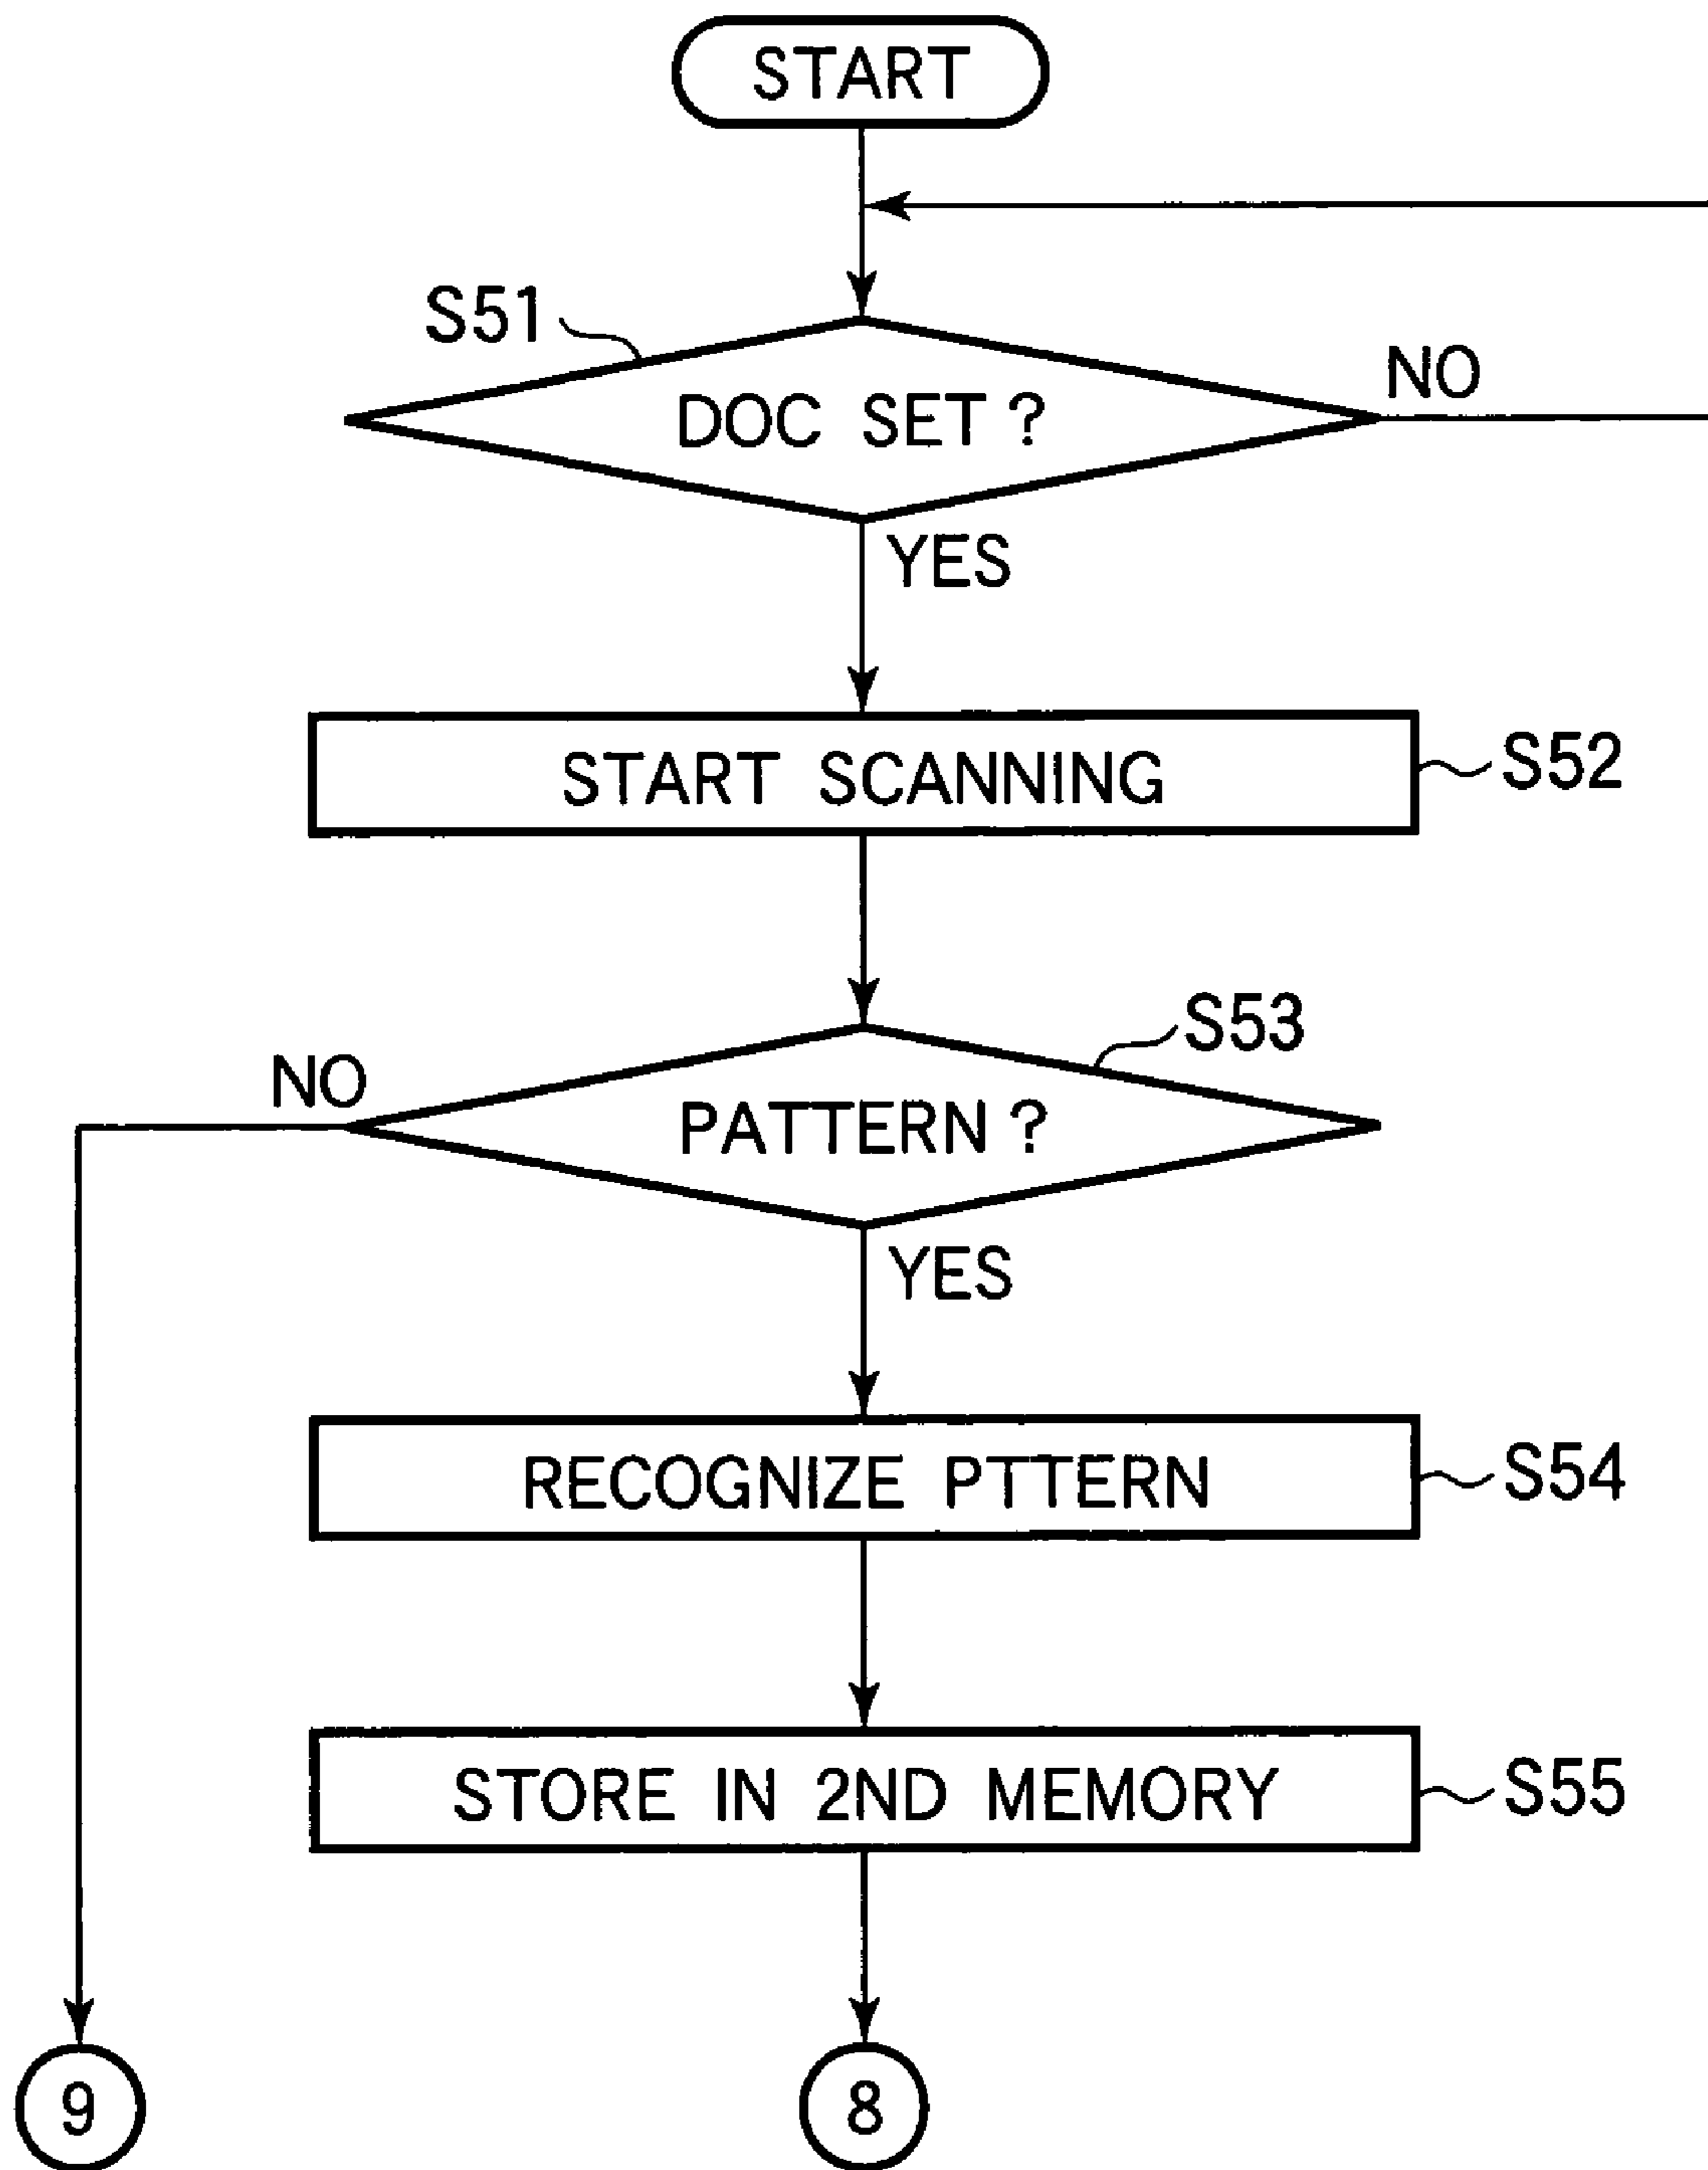 START
S51
NO
DOC SET ?
YES
START SCANNING
S52
S53
NO
PATTERN ?
YES
RECOGNIZE PTTERN
S54
STORE IN 2ND MEMORY
S55
9
8